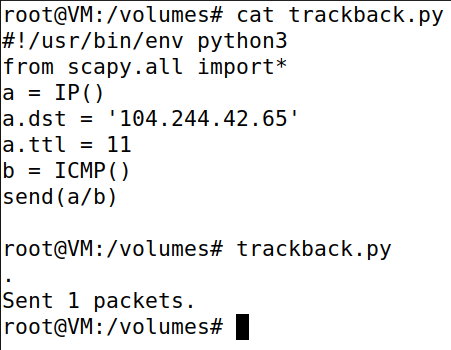 root@VM:/volumes# cat trackback.py
#!/usr/bin/env python3
from scapy.all import*
a = IP()
a.dst = '104.244.42.65'
a.ttl = 11
b = ICMP()
send(a/b)
root@VM:/volumes# trackback.py
.
Sent 1 packets.
root@VM:/volumes#